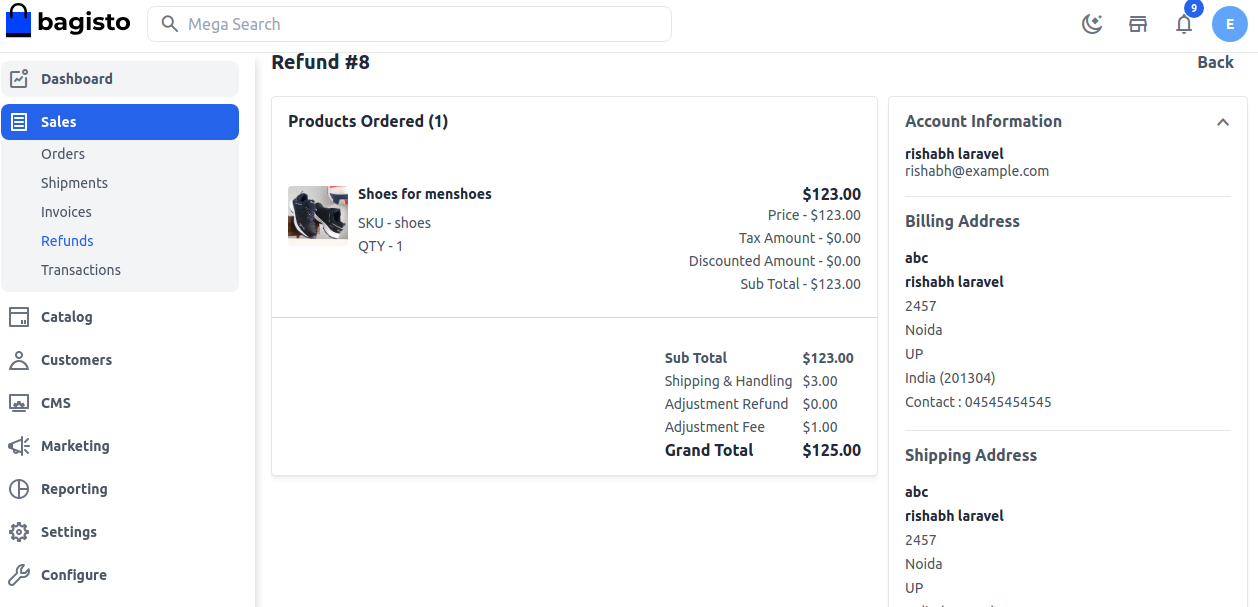 bagisto
Mega Search
9
E
Dashboard
Sales
Orders
Shipments
Invoices
Refunds
Transactions
Catalog
Customers
CMS
Marketing
Reporting
Settings
Configure
Refund #8
Back
Products Ordered (1)
Shoes for menshoes
SKU - shoes
QTY - 1
$123.00
Price - $123.00
Tax Amount - $0.00
Discounted Amount - $0.00
Sub Total - $123.00
Sub Total $123.00
Shipping & Handling $3.00
Adjustment Refund $0.00
Adjustment Fee $1.00
Grand Total $125.00
Account Information
rishabh laravel
rishabh@example.com
Billing Address
abc
rishabh laravel
2457
Noida
UP
India (201304)
Contact : 04545454545
Shipping Address
abc
rishabh laravel
2457
Noida
UP